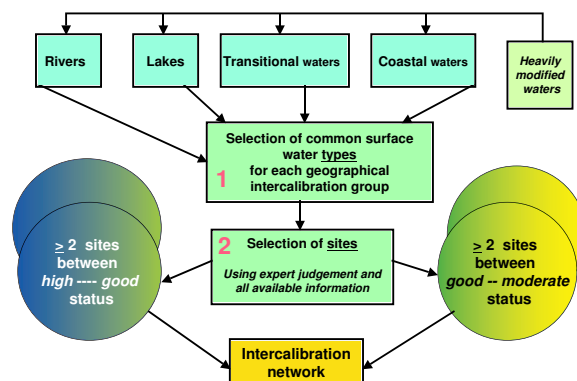 Rivers
Lakes
Transitional waters
Coastal waters
Heavily
modified
waters
Selection of common surface
water types
for each geographical
intercalibration group
1
2
Selection of sites
Using expert judgement and
all available information
≥ 2 sites
between
high ---- good
status
≥ 2 sites
between
good -- moderate
status
Intercalibration
network